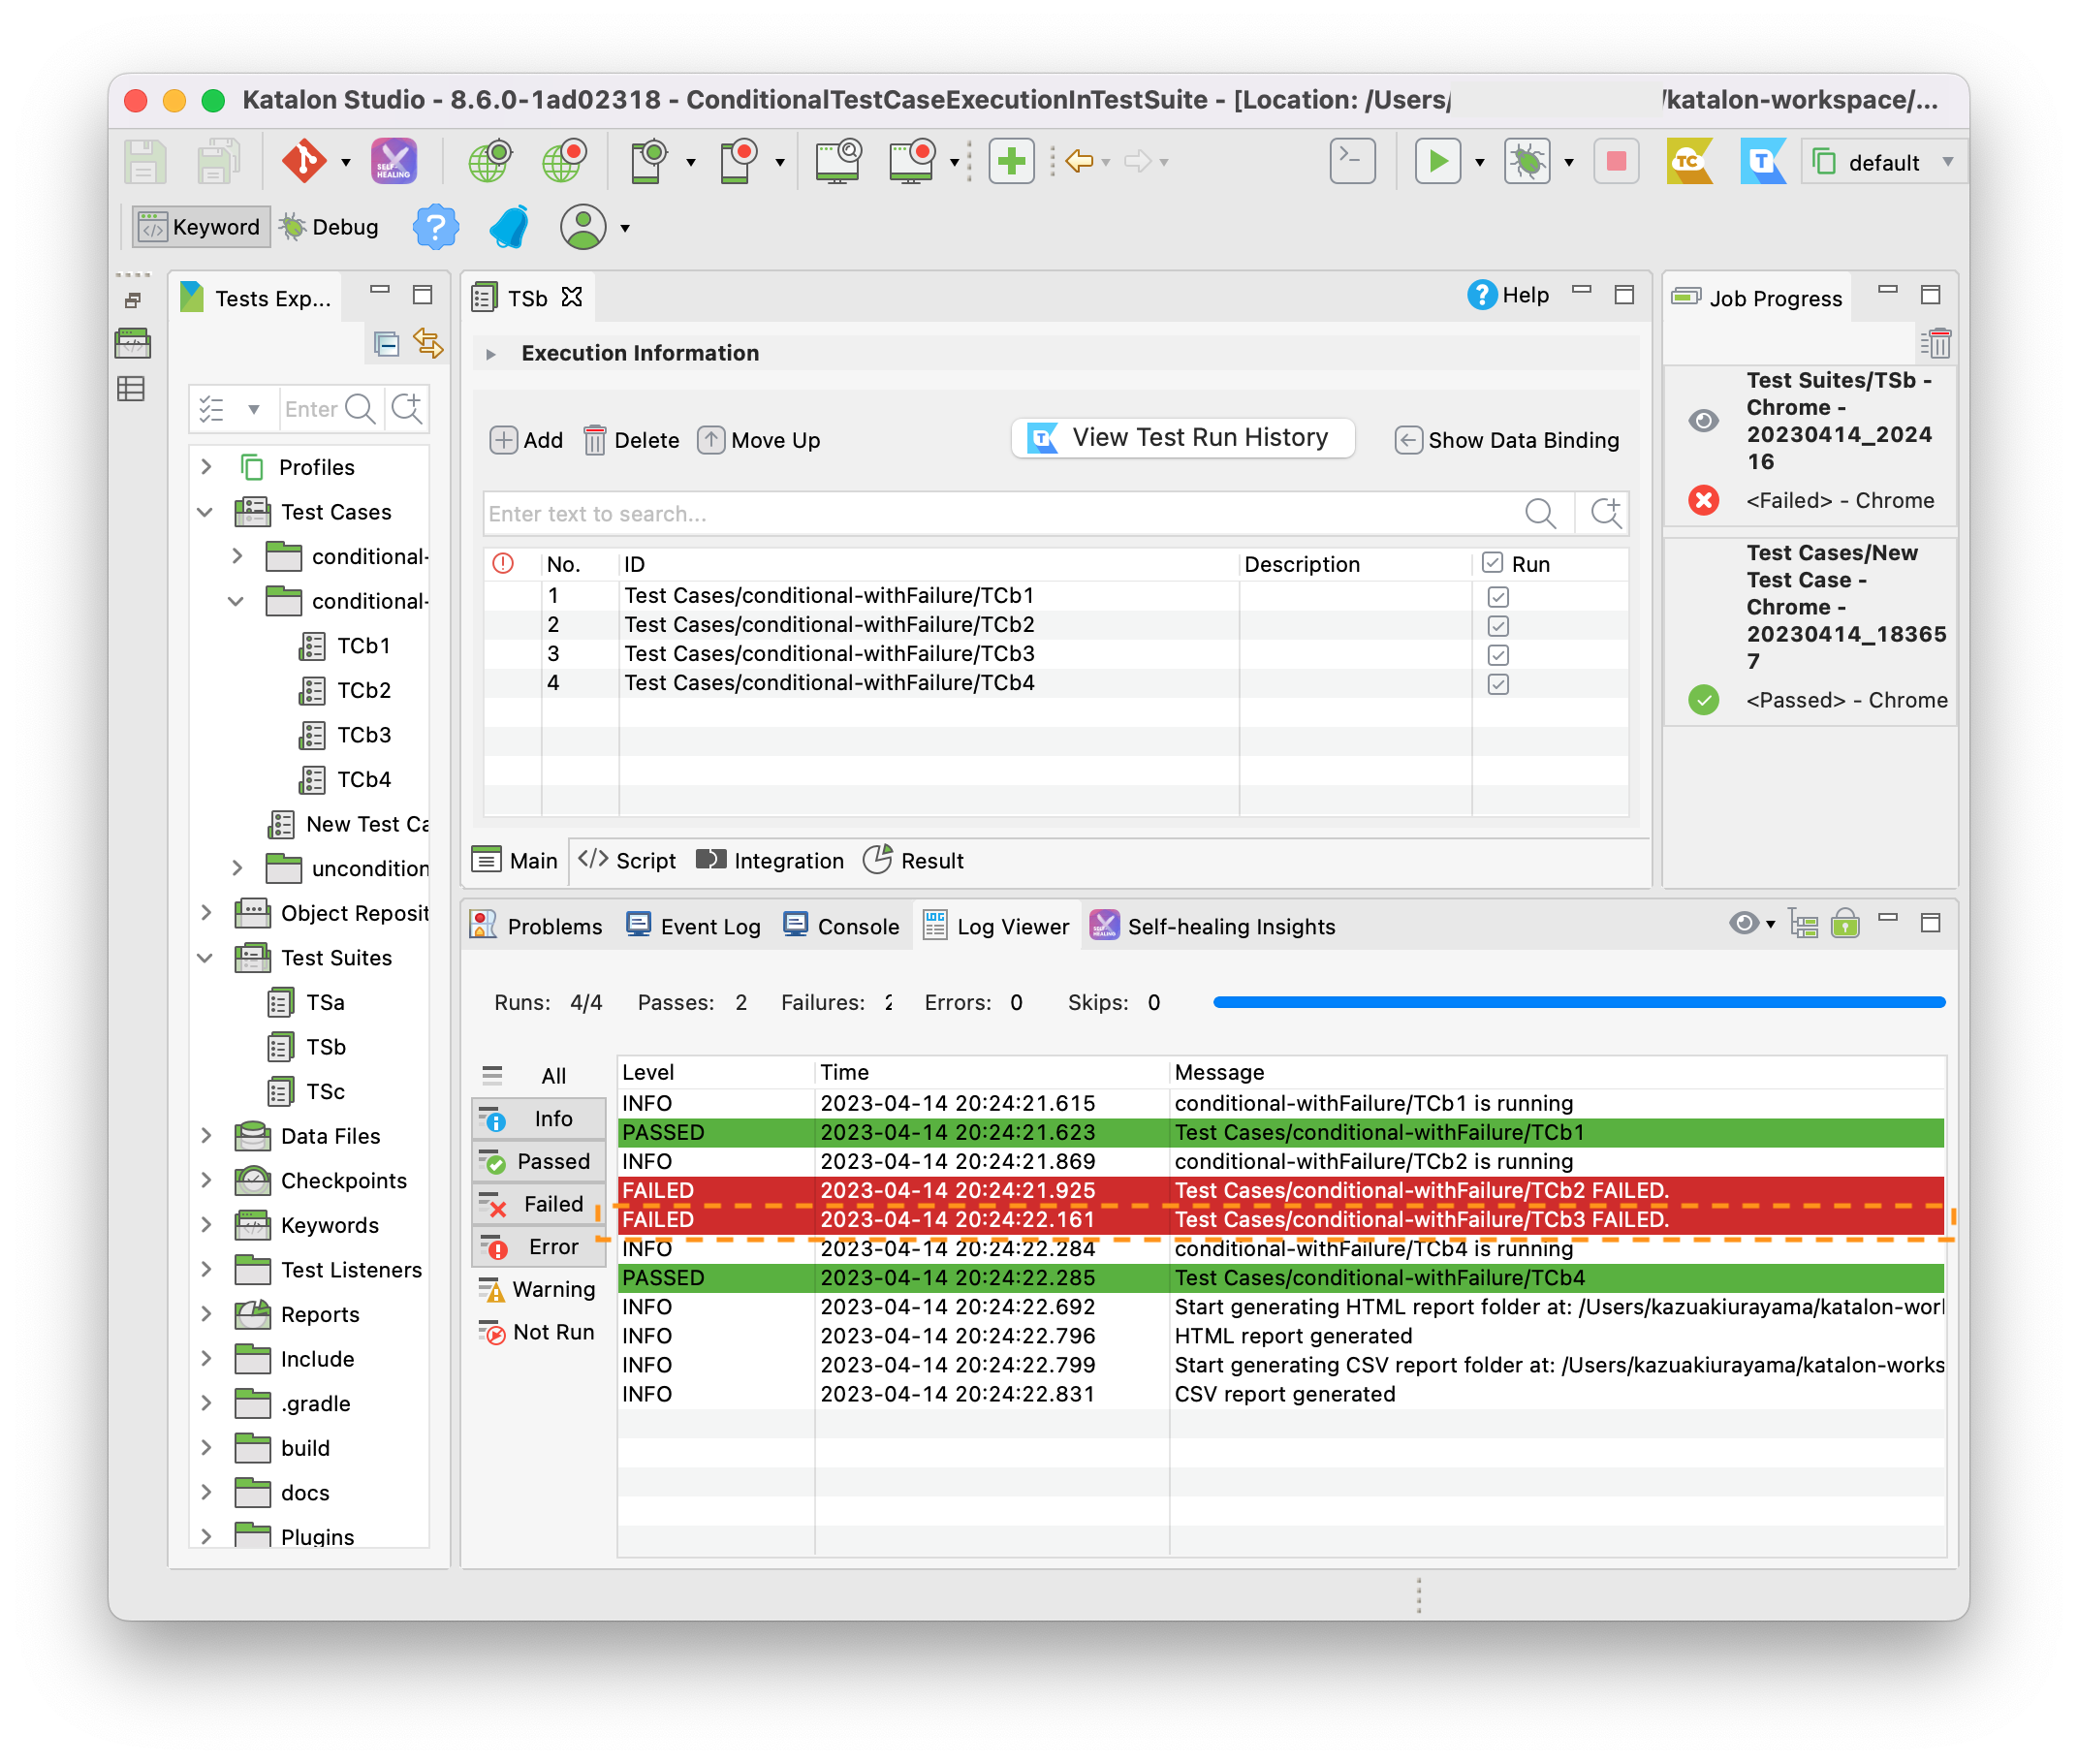 Katalon Studio - 8.6.0-1ad02318 - ConditionalTestCaseExecutionInTestSuite - [Location: /Users/ /katalon-workspace/...
SELF-HEALING
TC
T
default
Keyword
Debug
?
Tests Exp...
Enter
Profiles
Test Cases
conditional-
conditional-
TCb1
TCb2
TCb3
TCb4
New Test Ca
uncondition
Object Reposit
Test Suites
TSa
TSb
TSc
Data Files
Checkpoints
Keywords
Test Listeners
Reports
Include
.gradle
build
docs
Plugins
TSb
? Help
Execution Information
Add
Delete
Move Up
T View Test Run History
Show Data Binding
Enter text to search...
No. ID Description Run
1 Test Cases/conditional-withFailure/TCb1
2 Test Cases/conditional-withFailure/TCb2
3 Test Cases/conditional-withFailure/TCb3
4 Test Cases/conditional-withFailure/TCb4
Main
Script
Integration
Result
Job Progress
Test Suites/TSb -
Chrome -
20230414_2024
16
<Failed> - Chrome
Test Cases/New
Test Case -
Chrome -
20230414_18365
7
<Passed> - Chrome
Problems
Event Log
Console
LOG Log Viewer
SELF-HEALING Self-healing Insights
Runs: 4/4 Passes: 2 Failures: 2 Errors: 0 Skips: 0
All
Info
Passed
Failed
Error
Warning
Not Run
Level Time Message
INFO 2023-04-14 20:24:21.615 conditional-withFailure/TCb1 is running
PASSED 2023-04-14 20:24:21.623 Test Cases/conditional-withFailure/TCb1
INFO 2023-04-14 20:24:21.869 conditional-withFailure/TCb2 is running
FAILED 2023-04-14 20:24:21.925 Test Cases/conditional-withFailure/TCb2 FAILED.
FAILED 2023-04-14 20:24:22.161 Test Cases/conditional-withFailure/TCb3 FAILED.
INFO 2023-04-14 20:24:22.284 conditional-withFailure/TCb4 is running
PASSED 2023-04-14 20:24:22.285 Test Cases/conditional-withFailure/TCb4
INFO 2023-04-14 20:24:22.692 Start generating HTML report folder at: /Users/kazuakiurayama/katalon-worl
INFO 2023-04-14 20:24:22.796 HTML report generated
INFO 2023-04-14 20:24:22.799 Start generating CSV report folder at: /Users/kazuakiurayama/katalon-works
INFO 2023-04-14 20:24:22.831 CSV report generated